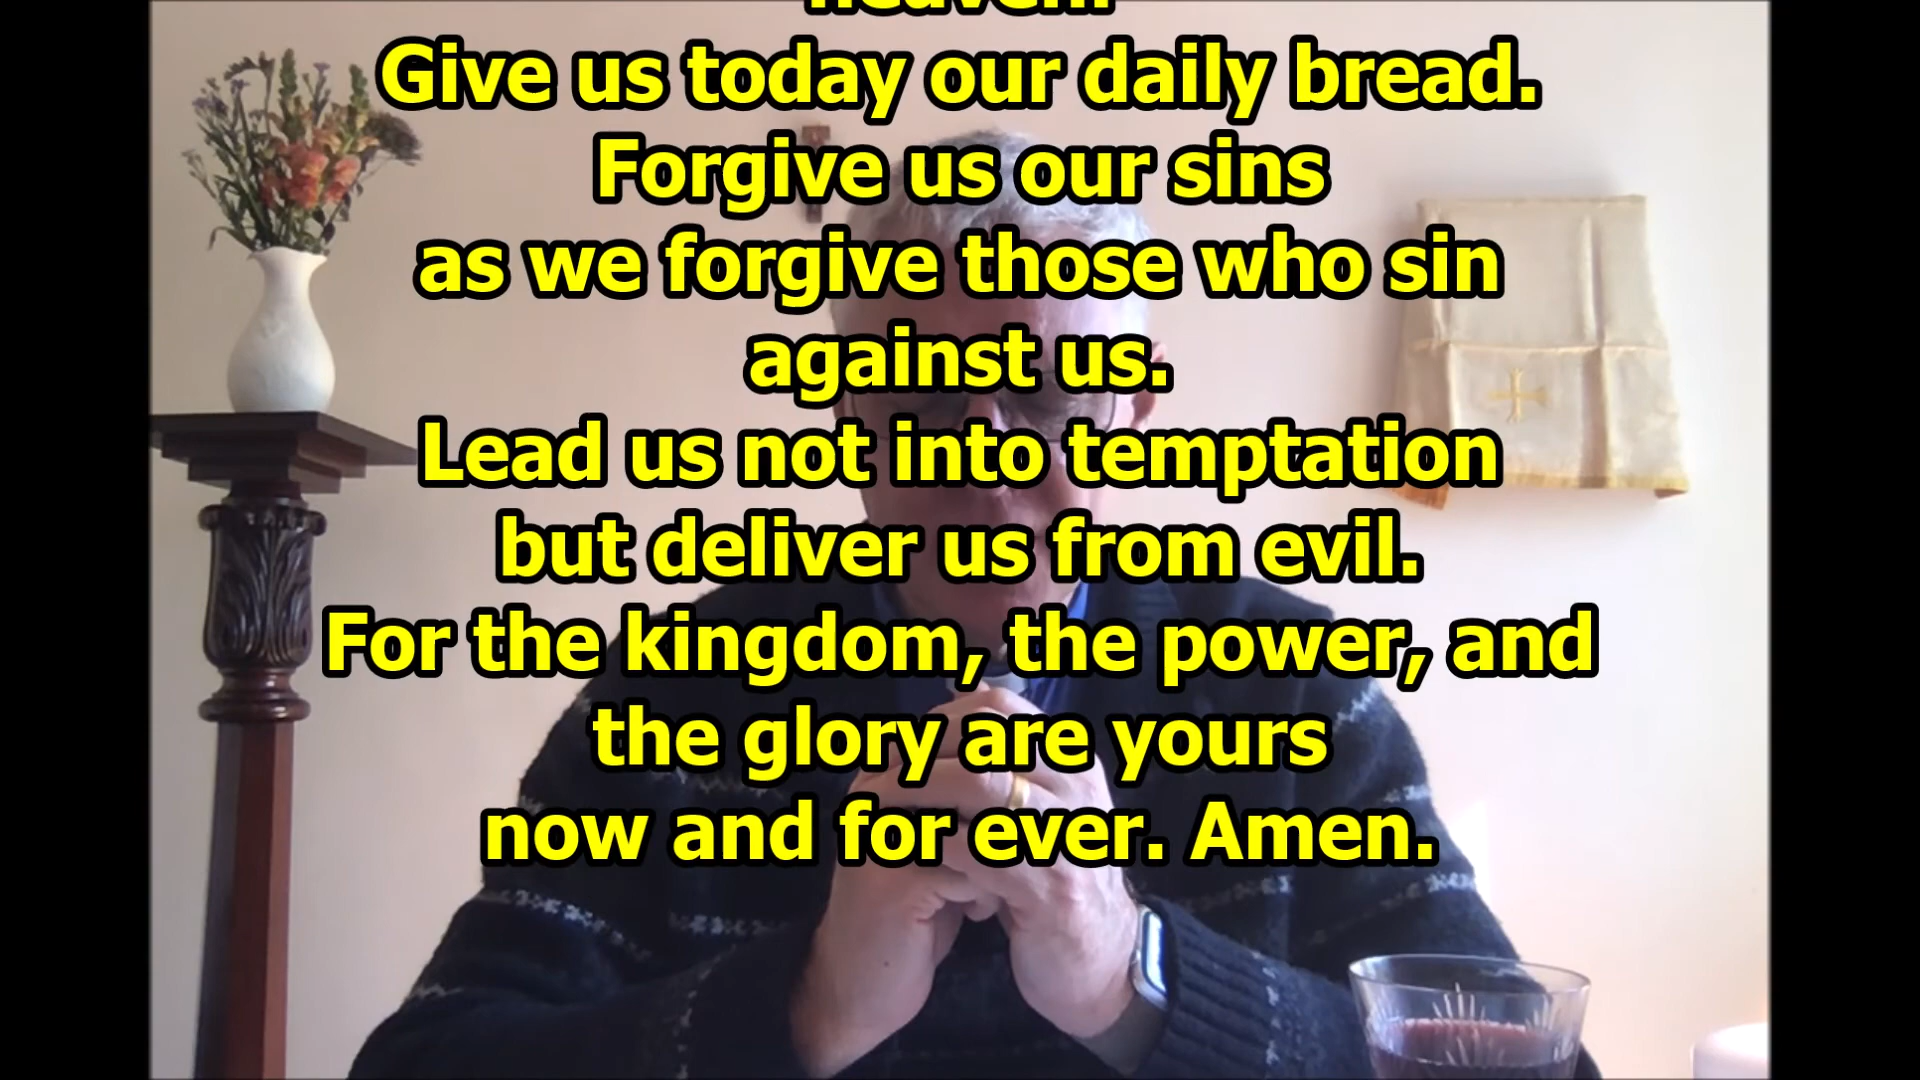 heaven.
Give us today our daily bread.
Forgive us our sins
as we forgive those who sin
against us.
Lead us not into temptation
but deliver us from evil.
For the kingdom, the power, and
the glory are yours
now and for ever. Amen.